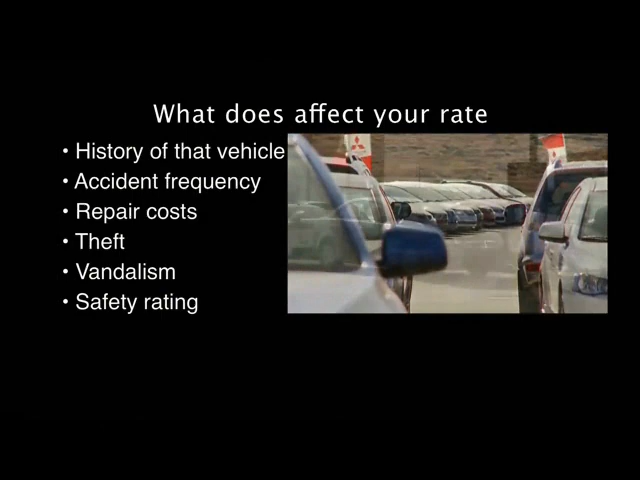 What does affect your rate
• History of that vehicle
• Accident frequency
• Repair costs
• Theft
• Vandalism
• Safety rating